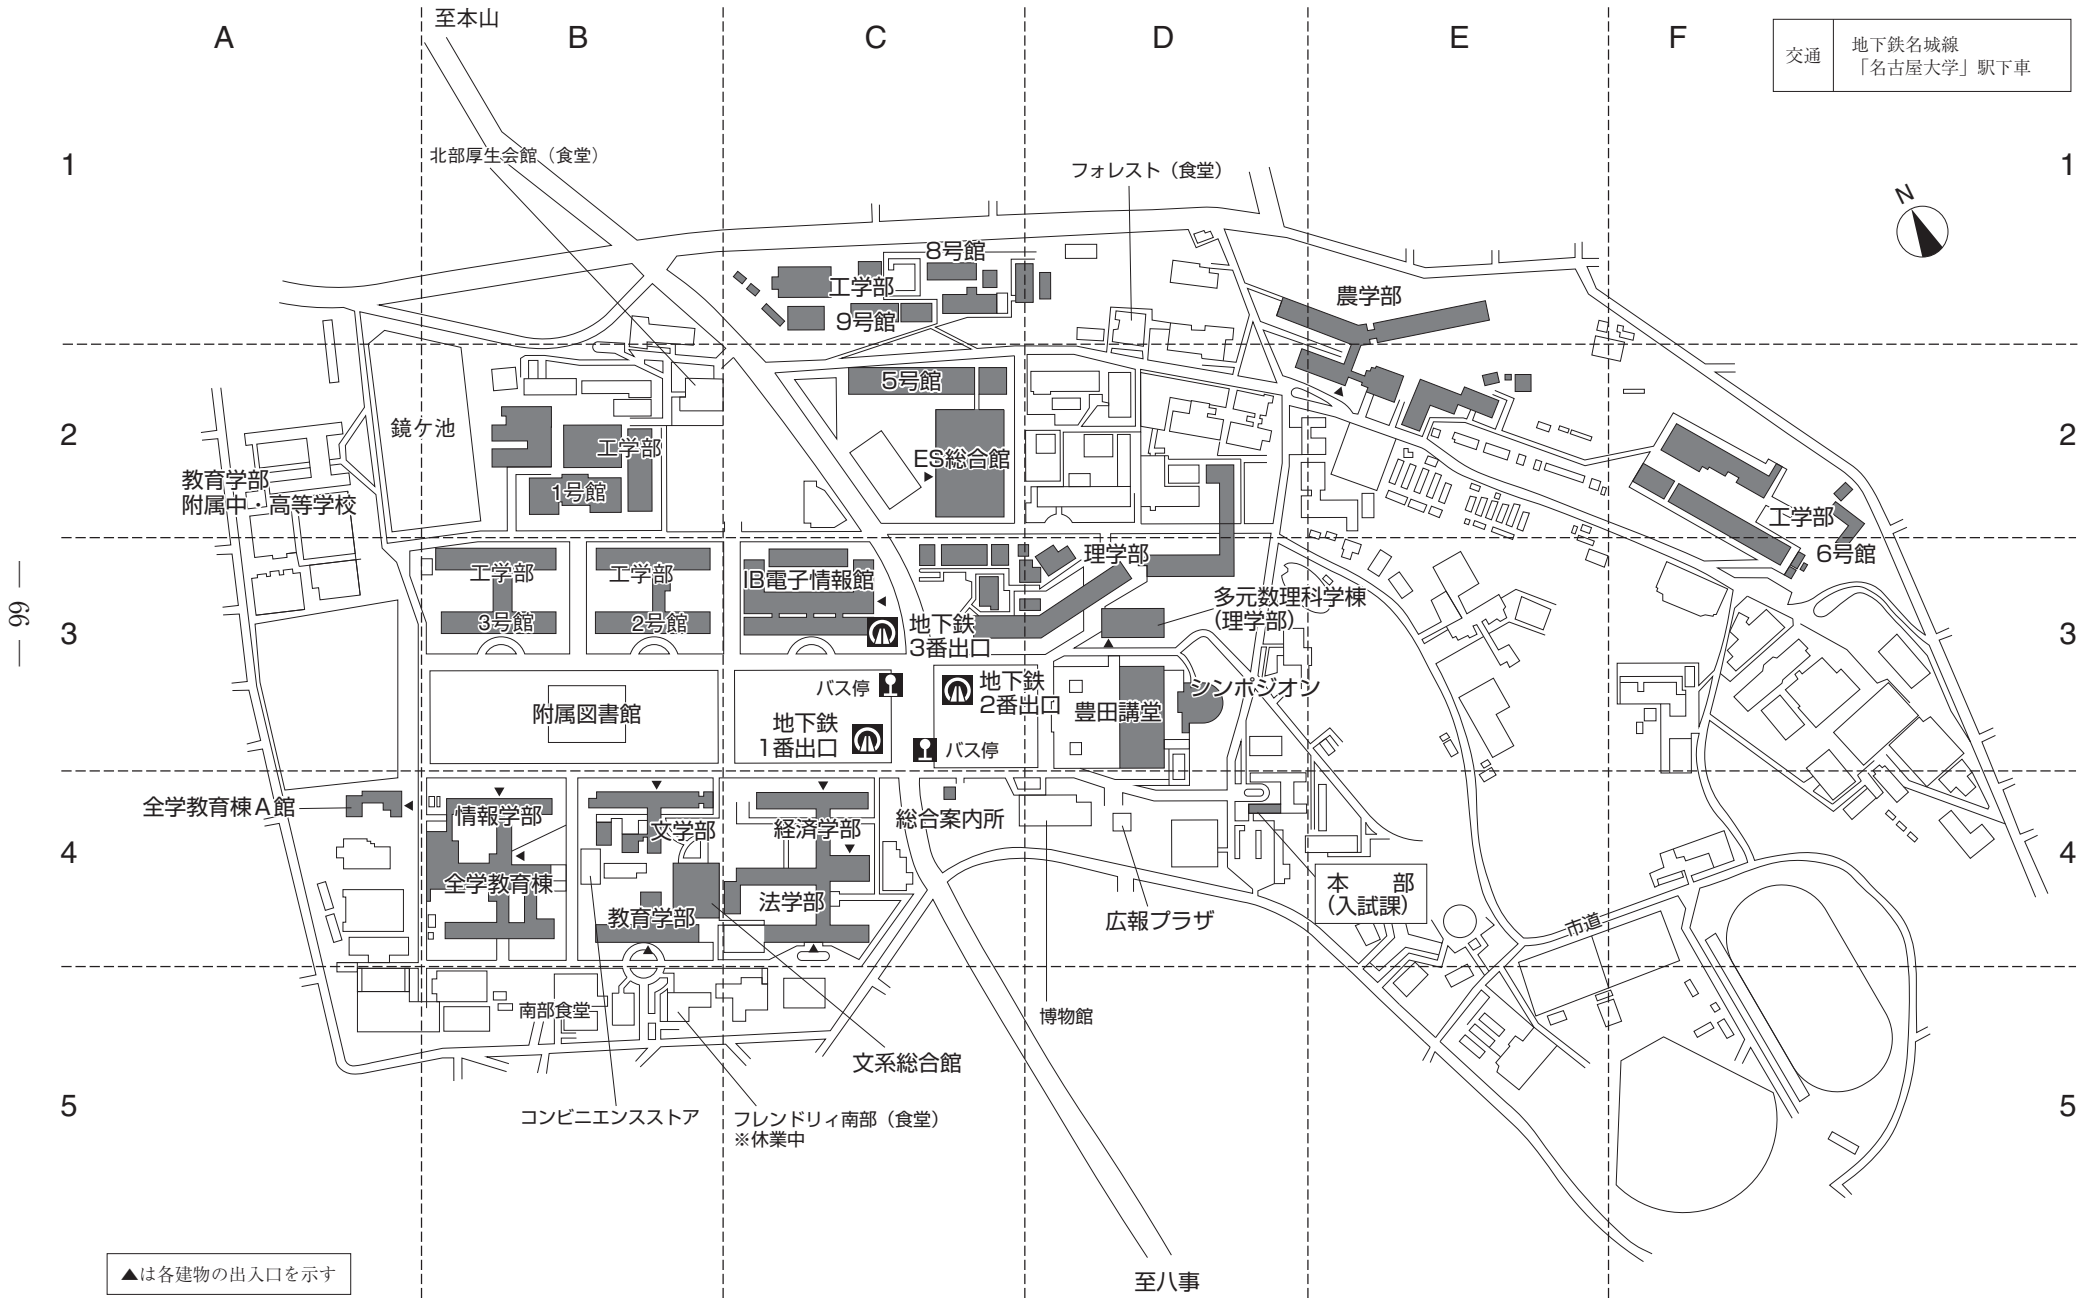 至本山
A
B
C
D
E
F
交通
地下鉄名城線
「名古屋大学」駅下車
1
北部厚生会館（食堂）
フォレスト（食堂）
1
N
8号館
工学部
9号館
農学部
2
鏡ケ池
5号館
工学部
1号館
ES総合館
教育学部
附属中・高等学校
工学部
6号館
2
— 66 —
3
工学部
3号館
工学部
2号館
IB電子情報館
理学部
多元数理科学棟
（理学部）
地下鉄
3番出口
バス停
地下鉄
2番出口
シンポジオン
豊田講堂
附属図書館
地下鉄
1番出口
バス停
3
4
全学教育棟A館
情報学部
文学部
経済学部
総合案内所
全学教育棟
教育学部
法学部
広報プラザ
本　部
（入試課）
市道
4
5
南部食堂
博物館
文系総合館
コンビニエンスストア
フレンドリィ南部（食堂）
※休業中
5
至八事
▲は各建物の出入口を示す